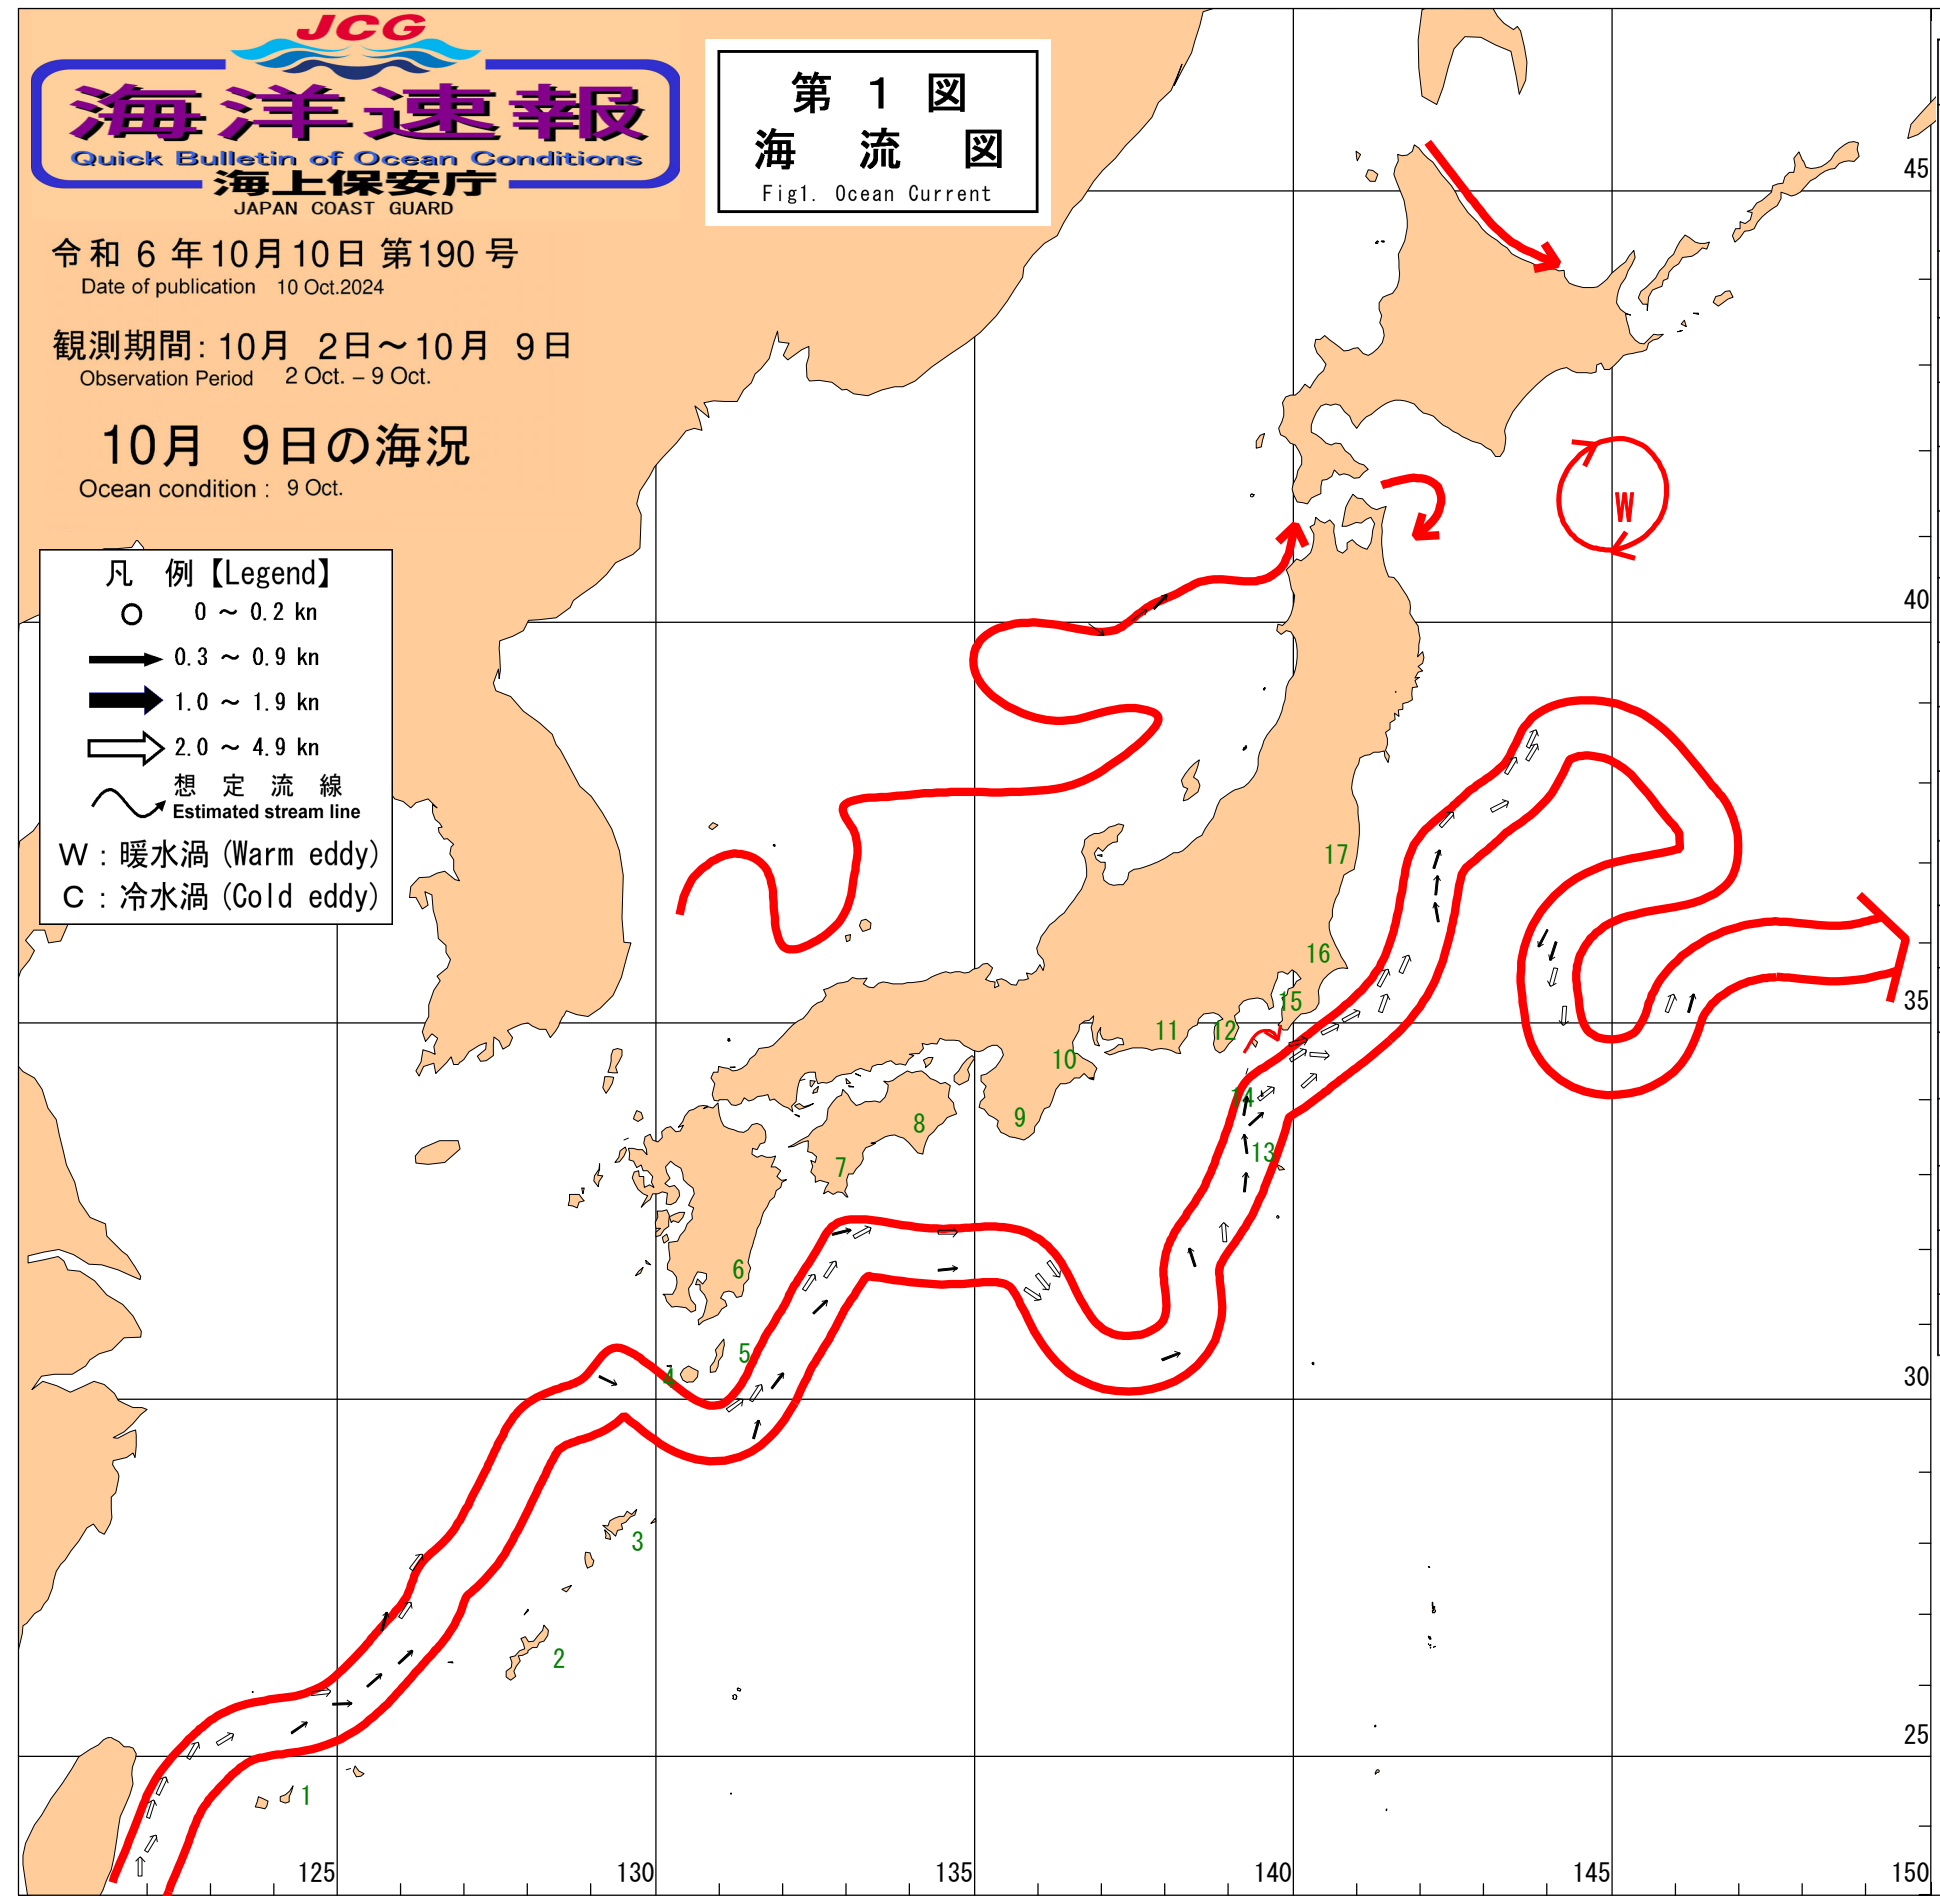 JCG
海洋速報
Quick Bulletin of Ocean Conditions
海上保安庁
JAPAN COAST GUARD
第 1 図
海 流 図
Fig1. Ocean Current
令和 6 年10月10日 第190号
Date of publication 10 Oct.2024
観測期間: 10月 2日～10月 9日
Observation Period 2 Oct. – 9 Oct.
10月 9日の海況
Ocean condition : 9 Oct.
凡 例【Legend】
0 ～ 0.2 kn
0.3 ～ 0.9 kn
1.0 ～ 1.9 kn
2.0 ～ 4.9 kn
想 定 流 線
Estimated stream line
W : 暖水渦 (Warm eddy)
C : 冷水渦 (Cold eddy)
45
W
40
17
16
15
35
12
11
10
14
9
8
13
7
6
5
4
30
3
2
25
1
125
130
135
140
145
150